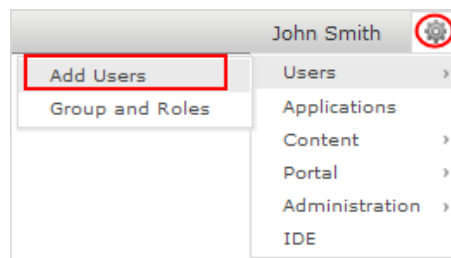 John Smith
Add Users
Group and Roles
Users
Applications
Content
Portal
Administration
IDE